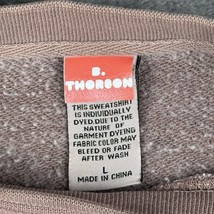 B.
THORSON
THIS SWEATSHIRT
IS INDIVIDUALLY
DYED.DUE TO THE
NATURE OF
GARMENT DYEING
FABRIC COLOR MAY
BLEED OR FADE
AFTER WASH
L
MADE IN CHINA